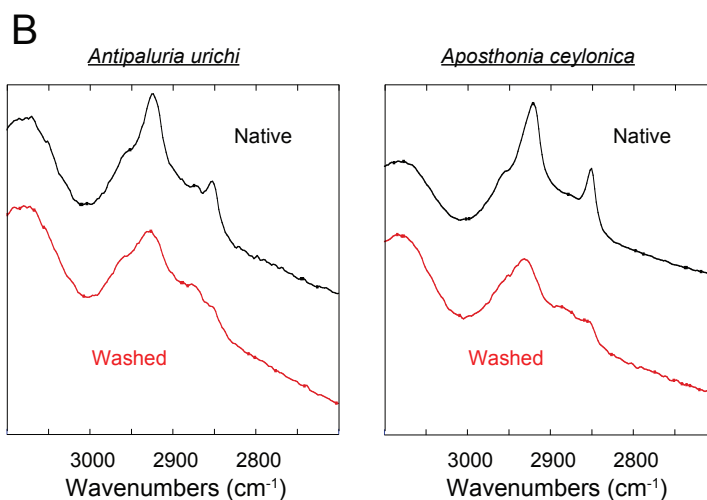 B
Antipaluria urichi
Aposthonia ceylonica
Native
Native
Washed
Washed
3000 2900 2800
3000 2900 2800
Wavenumbers (cm⁻¹)
Wavenumbers (cm⁻¹)